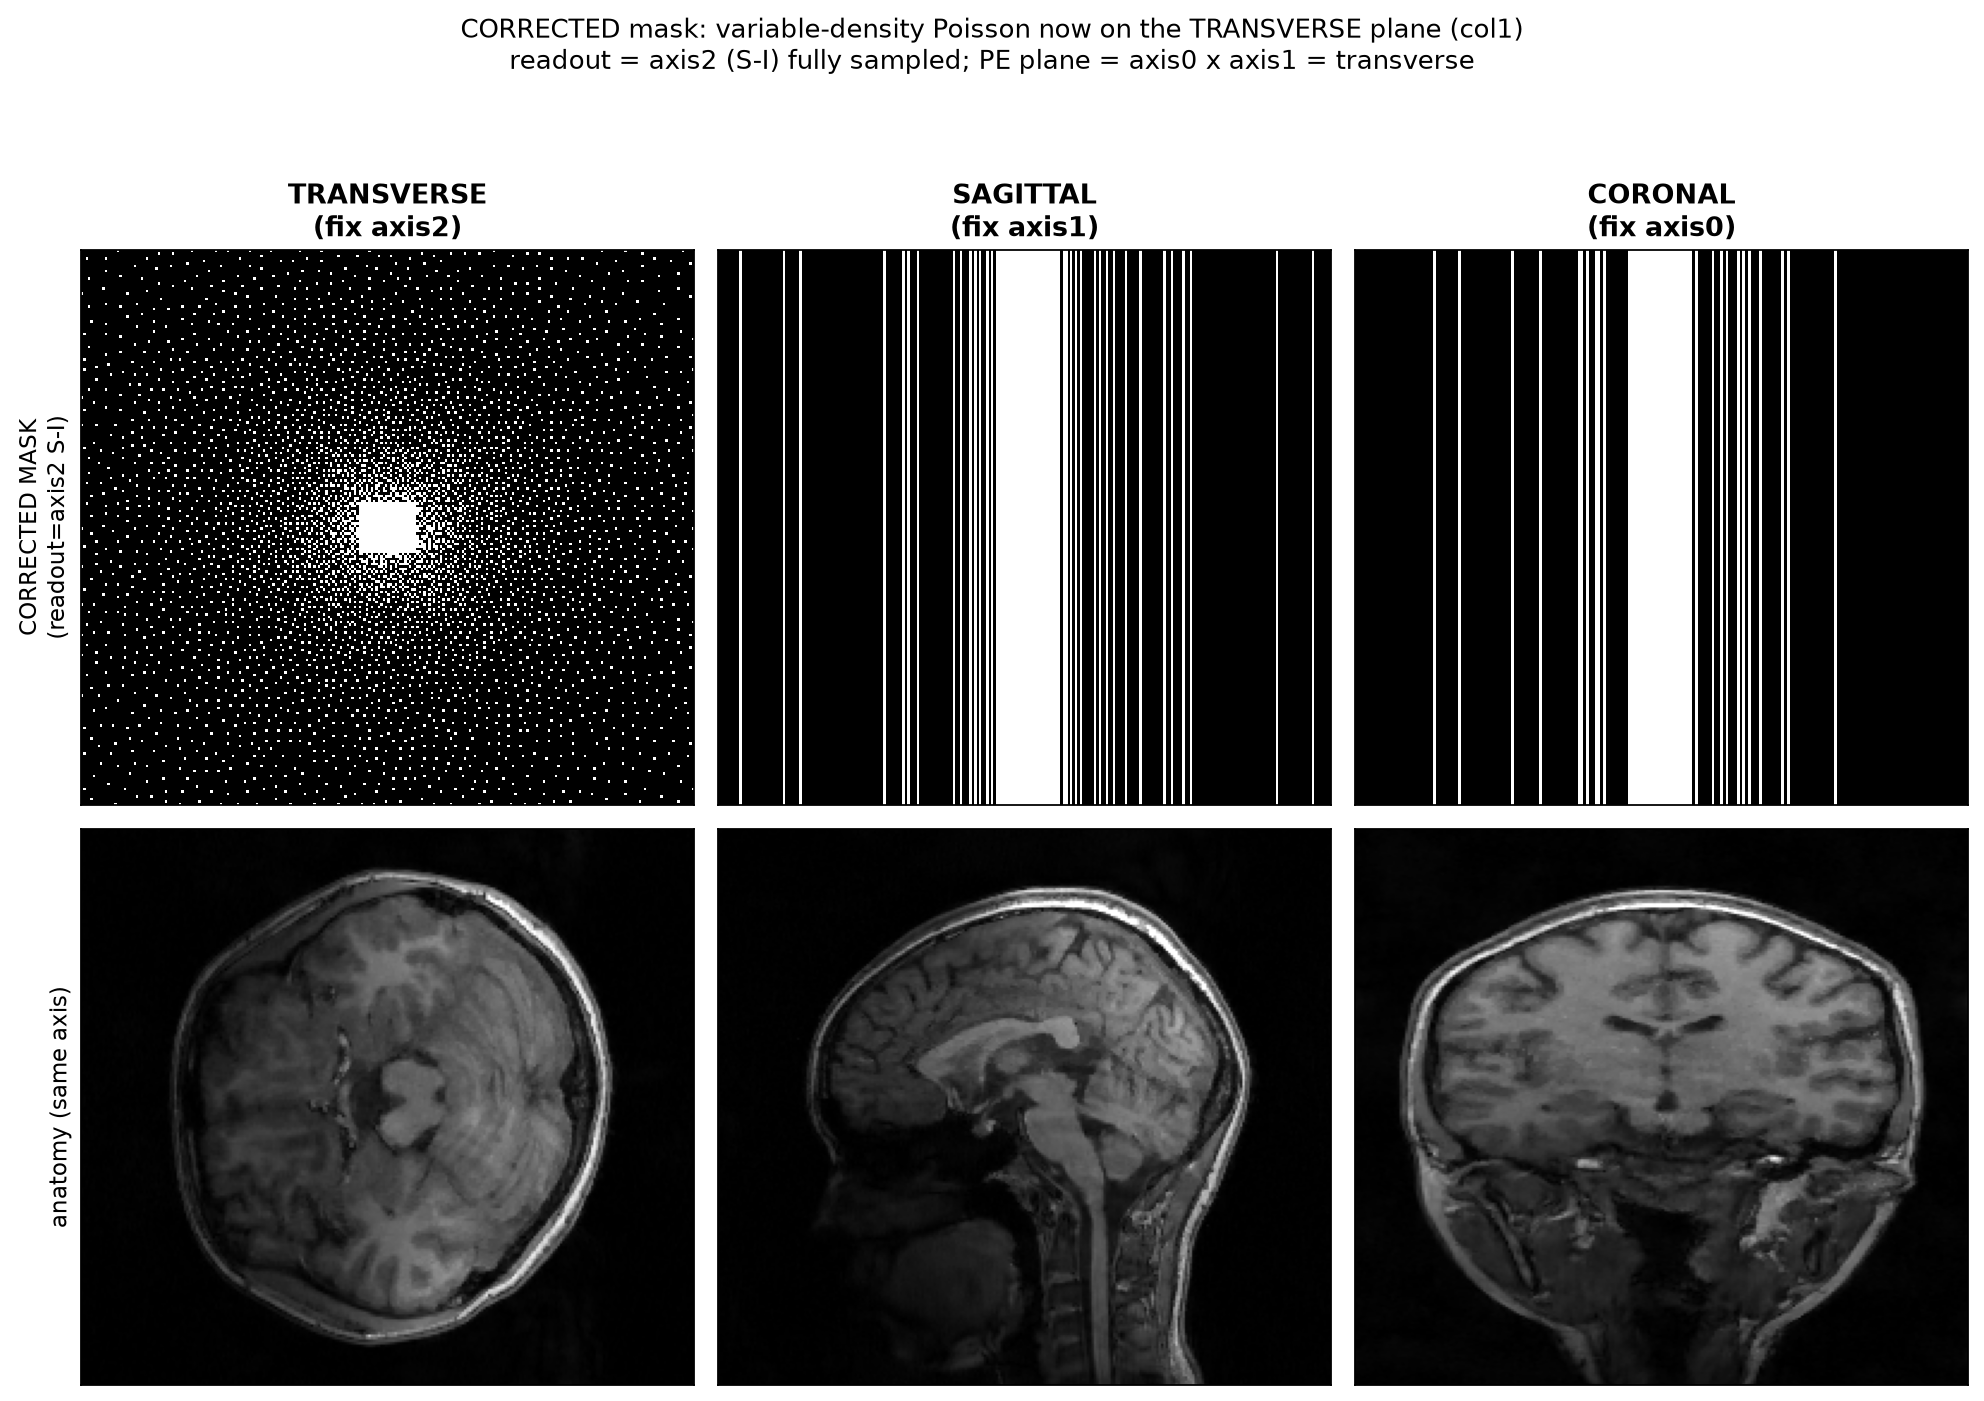 CORRECTED mask: variable-density Poisson now on the TRANSVERSE plane (col1)
readout = axis2 (S-I) fully sampled; PE plane = axis0 x axis1 = transverse
TRANSVERSE
(fix axis2)
SAGITTAL
(fix axis1)
CORONAL
(fix axis0)
CORRECTED MASK
(readout=axis2 S-I)
anatomy (same axis)